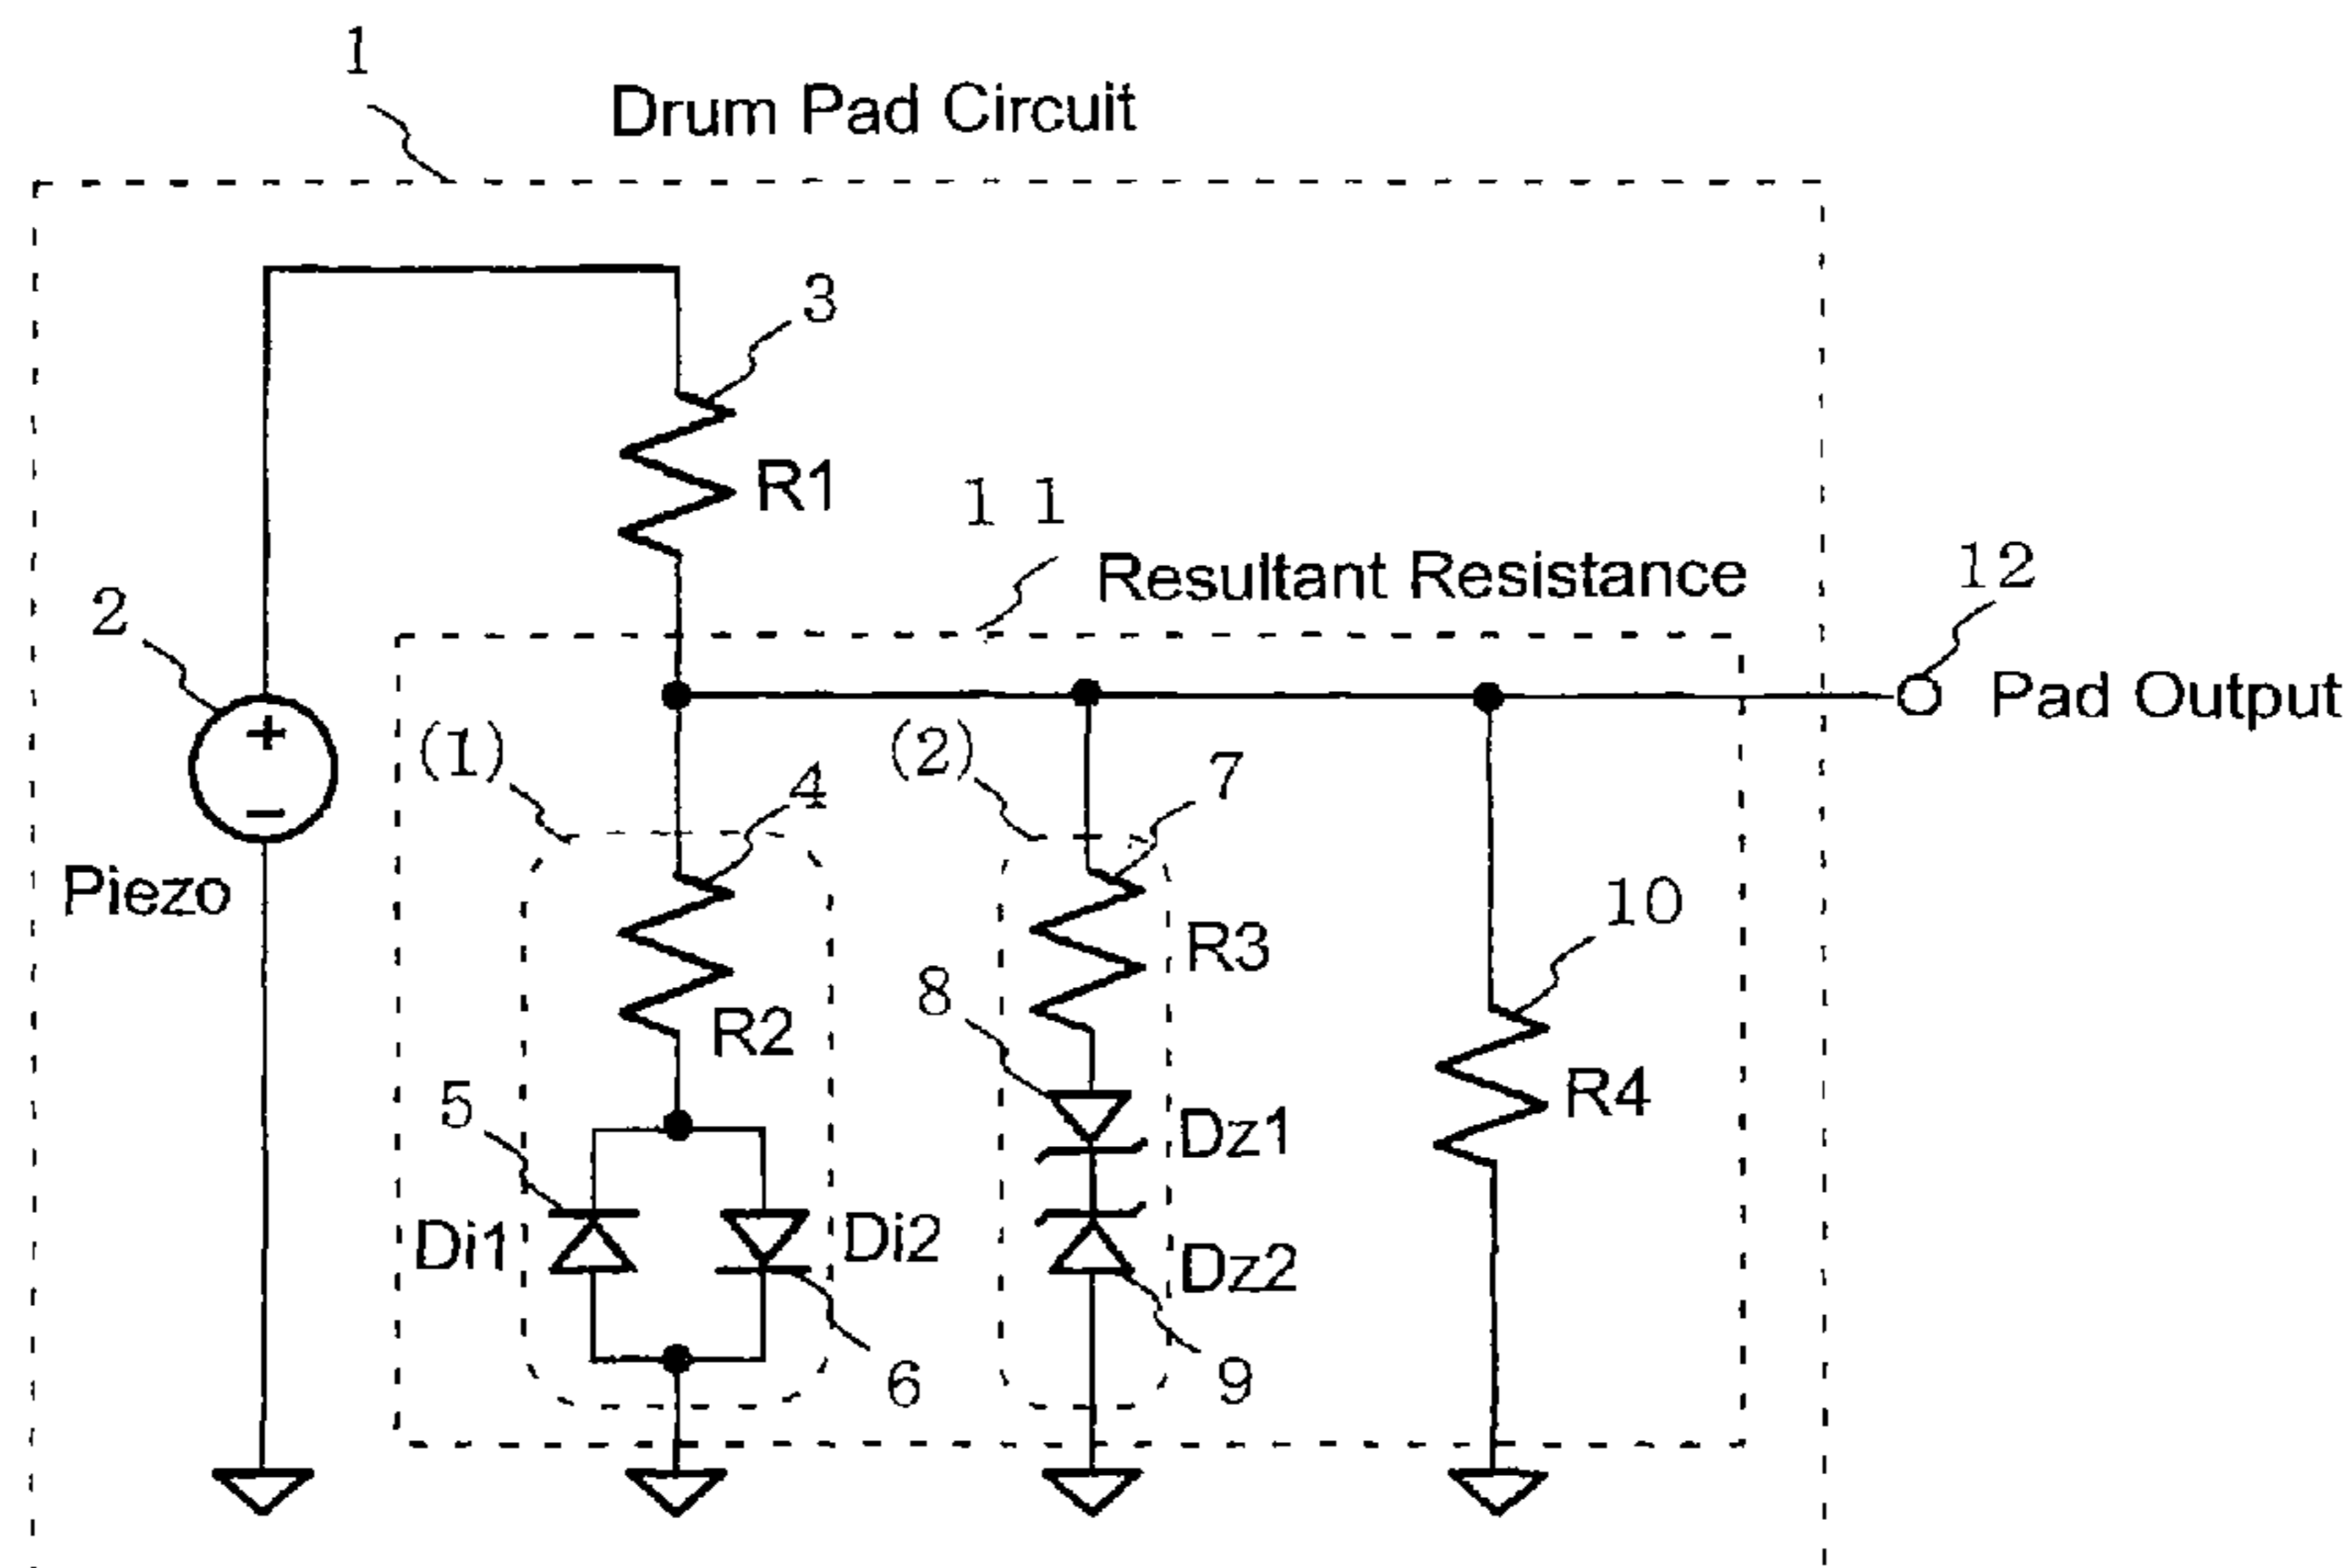 1
Drum Pad Circuit
3
R1
1 1
Resultant Resistance
12
2
+
−
Piezo
Pad Output
(1)
4
(2)
7
R2
R3
10
8
R4
5
Di1
Di2
Dz1
Dz2
6
9